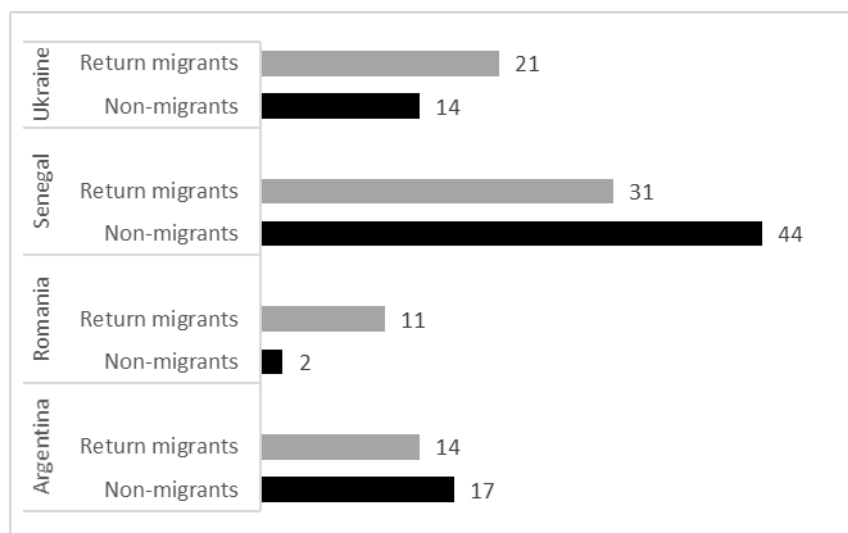 Ukraine
Return migrants 21
Non-migrants 14
Senegal
Return migrants 31
Non-migrants 44
Romania
Return migrants 11
Non-migrants 2
Argentina
Return migrants 14
Non-migrants 17